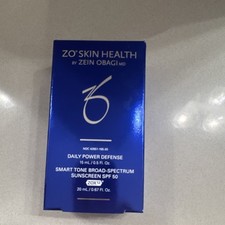 ZO® SKIN HEALTH
BY ZEIN OBAGI MD
DAILY POWER DEFENSE
15 mL / 0.5 Fl. Oz.
SMART TONE BROAD-SPECTRUM
SUNSCREEN SPF 50
20 mL / 0.67 Fl. Oz.